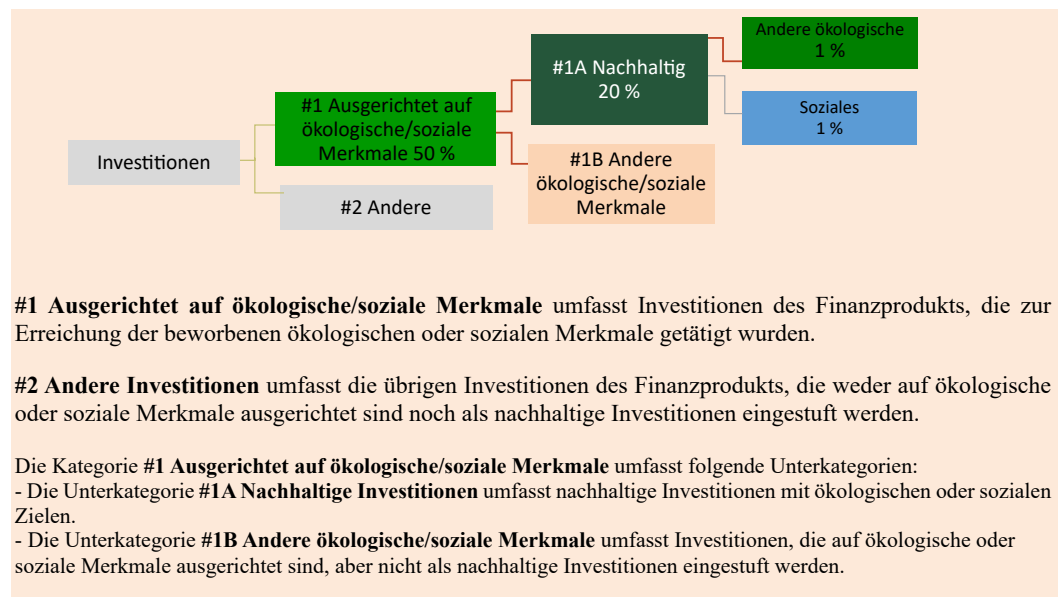 Andere ökologische
1 %
#1A Nachhaltig
20 %
#1 Ausgerichtet auf
ökologische/soziale
Merkmale 50 %
Soziales
1 %
Investitionen
#1B Andere
ökologische/soziale
Merkmale
#2 Andere
#1 Ausgerichtet auf ökologische/soziale Merkmale umfasst Investitionen des Finanzprodukts, die zur
Erreichung der beworbenen ökologischen oder sozialen Merkmale getätigt wurden.
#2 Andere Investitionen umfasst die übrigen Investitionen des Finanzprodukts, die weder auf ökologische
oder soziale Merkmale ausgerichtet sind noch als nachhaltige Investitionen eingestuft werden.
Die Kategorie #1 Ausgerichtet auf ökologische/soziale Merkmale umfasst folgende Unterkategorien:
- Die Unterkategorie #1A Nachhaltige Investitionen umfasst nachhaltige Investitionen mit ökologischen oder sozialen
Zielen.
- Die Unterkategorie #1B Andere ökologische/soziale Merkmale umfasst Investitionen, die auf ökologische oder
soziale Merkmale ausgerichtet sind, aber nicht als nachhaltige Investitionen eingestuft werden.